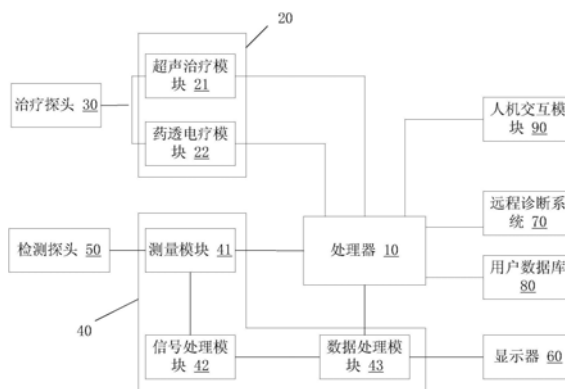 20
超声治疗模
块 21
治疗探头 30
药透电疗模
块 22
人机交互模
块 90
远程诊断系
统 70
检测探头 50
测量模块 41
处理器 10
用户数据库
80
40
信号处理模
块 42
数据处理模
块 43
显示器 60